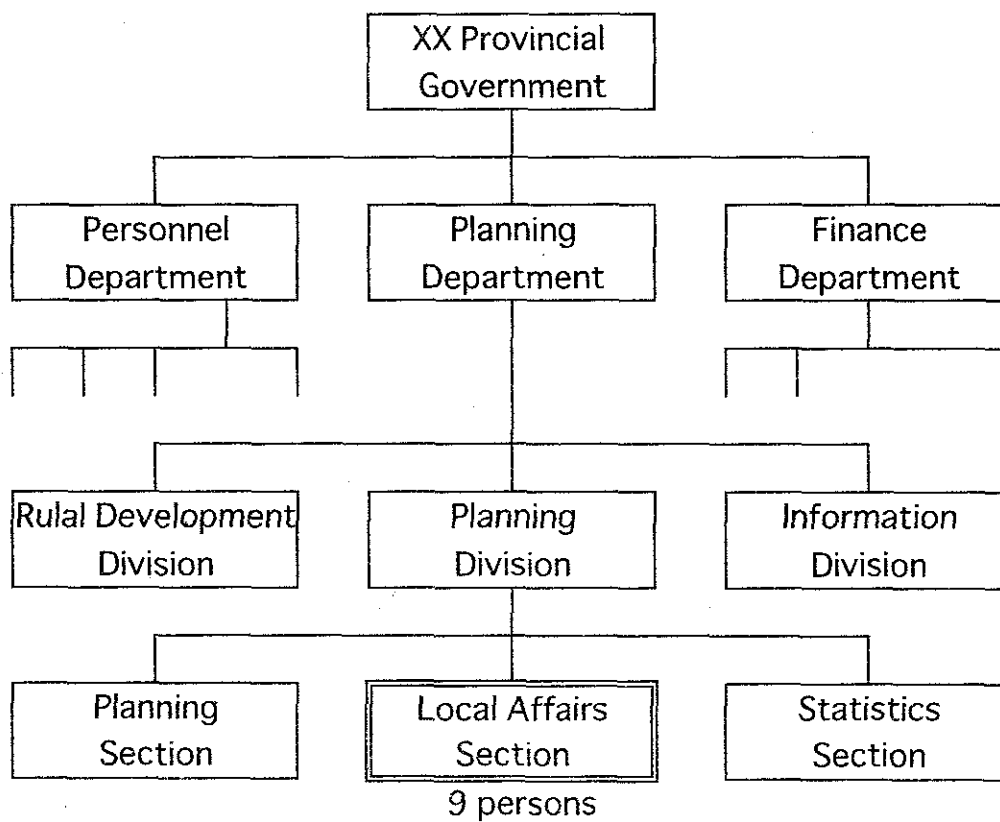 XX Provincial
Government
Personnel
Department
Planning
Department
Finance
Department
Rulal Development
Division
Planning
Division
Information
Division
Planning
Section
Local Affairs
Section
Statistics
Section
9 persons